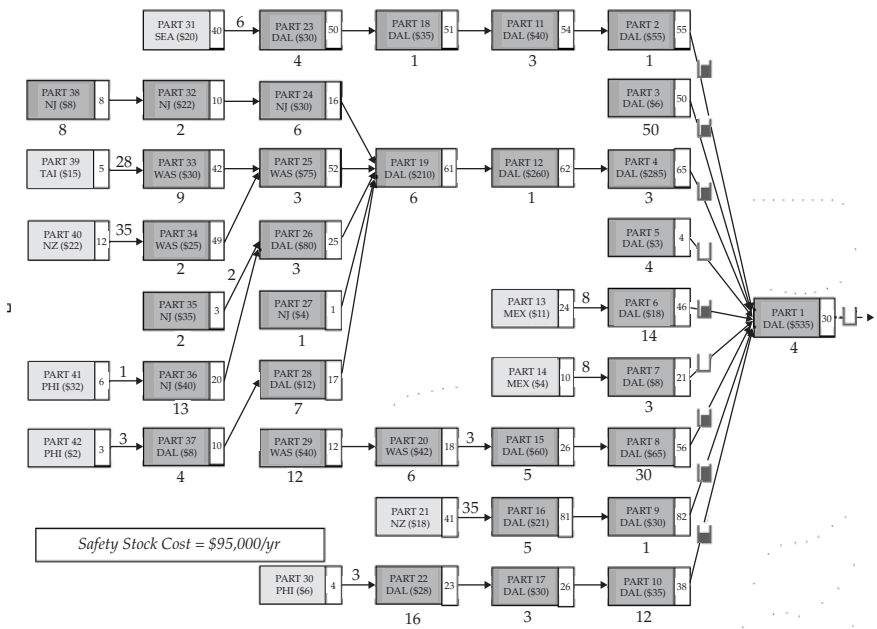 PART 31
SEA ($20)
40
6
PART 23
DAL ($30)
50
4
PART 18
DAL ($35)
51
1
PART 11
DAL ($40)
54
3
PART 2
DAL ($55)
55
1
PART 38
NJ ($8)
8
8
PART 32
NJ ($22)
10
2
PART 24
NJ ($30)
16
6
PART 3
DAL ($6)
50
50
PART 39
TAI ($15)
5
28
PART 33
WAS ($30)
42
9
PART 25
WAS ($75)
52
3
PART 19
DAL ($210)
61
6
PART 12
DAL ($260)
62
1
PART 4
DAL ($285)
65
3
PART 40
NZ ($22)
12
35
PART 34
WAS ($25)
49
2
PART 26
DAL ($80)
25
3
PART 5
DAL ($3)
4
4
2
PART 35
NJ ($35)
3
2
PART 27
NJ ($4)
1
1
PART 13
MEX ($11)
24
8
PART 6
DAL ($18)
46
14
PART 1
DAL ($535)
30
4
PART 41
PHI ($32)
6
1
PART 36
NJ ($40)
20
13
PART 28
DAL ($12)
17
7
PART 14
MEX ($4)
10
8
PART 7
DAL ($8)
21
3
PART 42
PHI ($2)
3
3
PART 37
DAL ($8)
10
4
PART 29
WAS ($40)
12
12
PART 20
WAS ($42)
18
6
3
PART 15
DAL ($60)
26
5
PART 8
DAL ($65)
56
30
PART 21
NZ ($18)
41
35
PART 16
DAL ($21)
81
5
PART 9
DAL ($30)
82
1
Safety Stock Cost = $95,000/yr
PART 30
PHI ($6)
4
3
PART 22
DAL ($28)
23
16
PART 17
DAL ($30)
26
3
PART 10
DAL ($35)
38
12